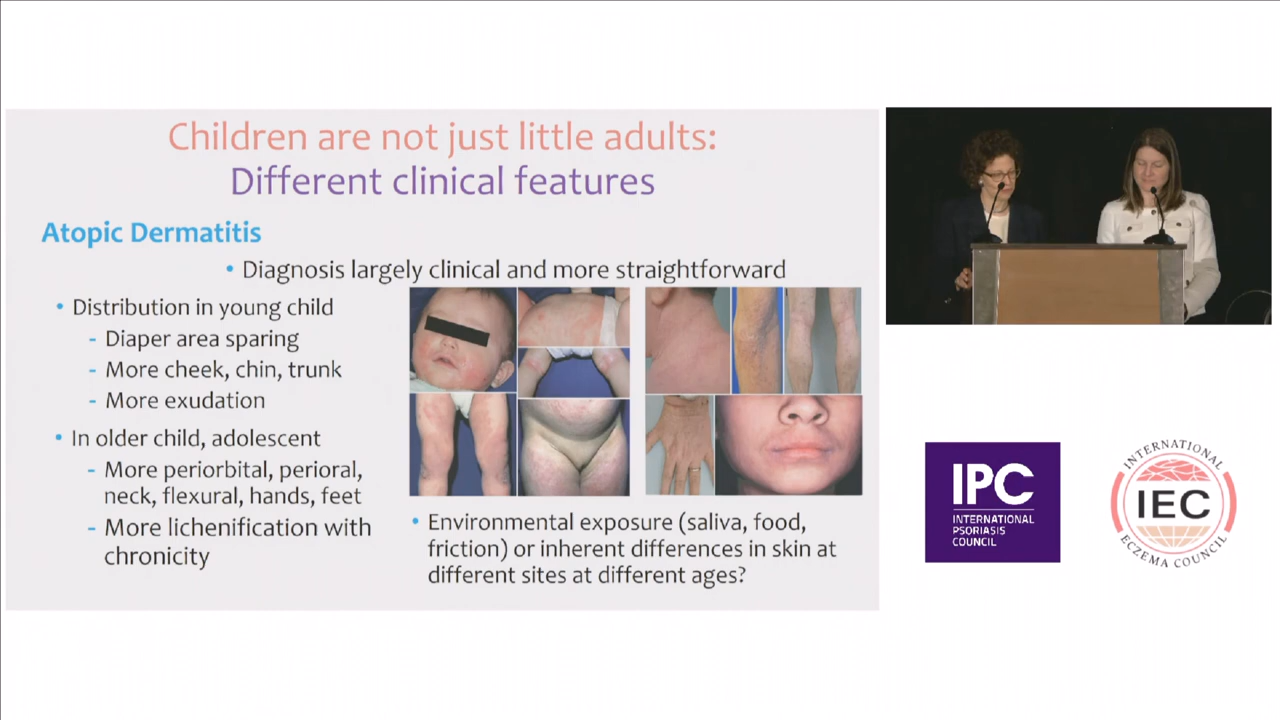 Children are not just little adults:
Different clinical features
Atopic Dermatitis
• Diagnosis largely clinical and more straightforward
• Distribution in young child
- Diaper area sparing
- More cheek, chin, trunk
- More exudation
• In older child, adolescent
- More periorbital, perioral,
neck, flexural, hands, feet
- More lichenification with
chronicity
• Environmental exposure (saliva, food,
friction) or inherent differences in skin at
different sites at different ages?
IPC
INTERNATIONAL
PSORIASIS
COUNCIL
INTERNATIONAL
IEC
ECZEMA COUNCIL